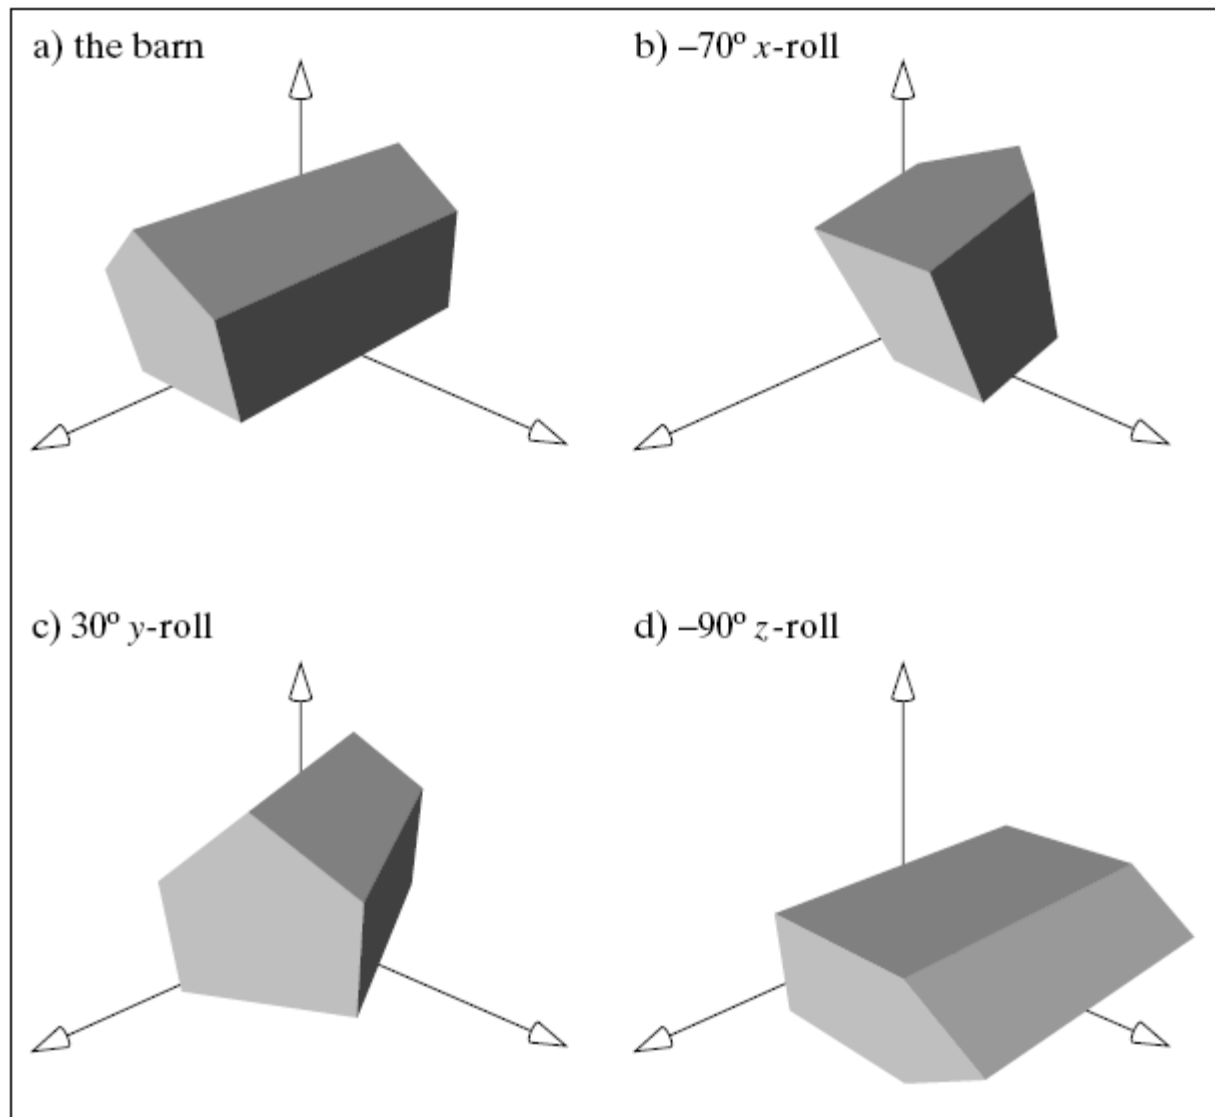 a) the barn
b) –70º x-roll
c) 30º y-roll
d) –90º z-roll